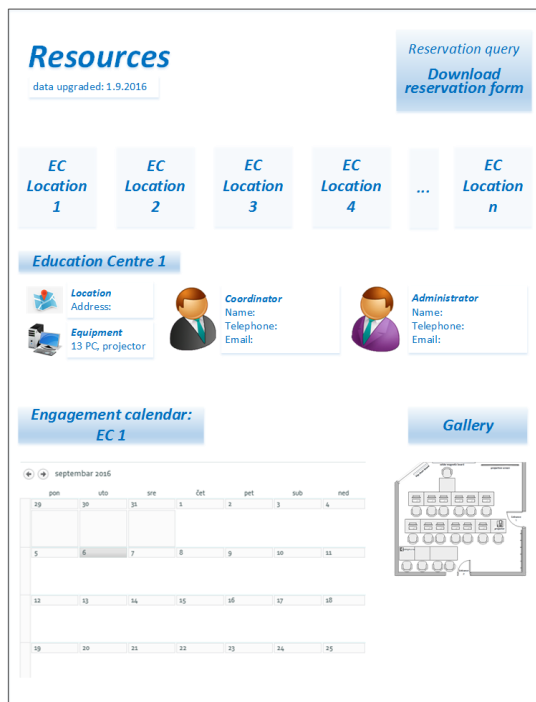 Resources
data upgraded: 1.9.2016
Reservation query
Download
reservation form
EC
Location
1
EC
Location
2
EC
Location
3
EC
Location
4
...
EC
Location
n
Education Centre 1
Location
Address:
Equipment
13 PC, projector
Coordinator
Name:
Telephone:
Email:
Administrator
Name:
Telephone:
Email:
Engagement calendar:
EC 1
Gallery
septembar 2016
pon uto sre čet pet sub ned
29 30 31 1 2 3 4
5 6 7 8 9 10 11
12 13 14 15 16 17 18
19 20 21 22 23 24 25